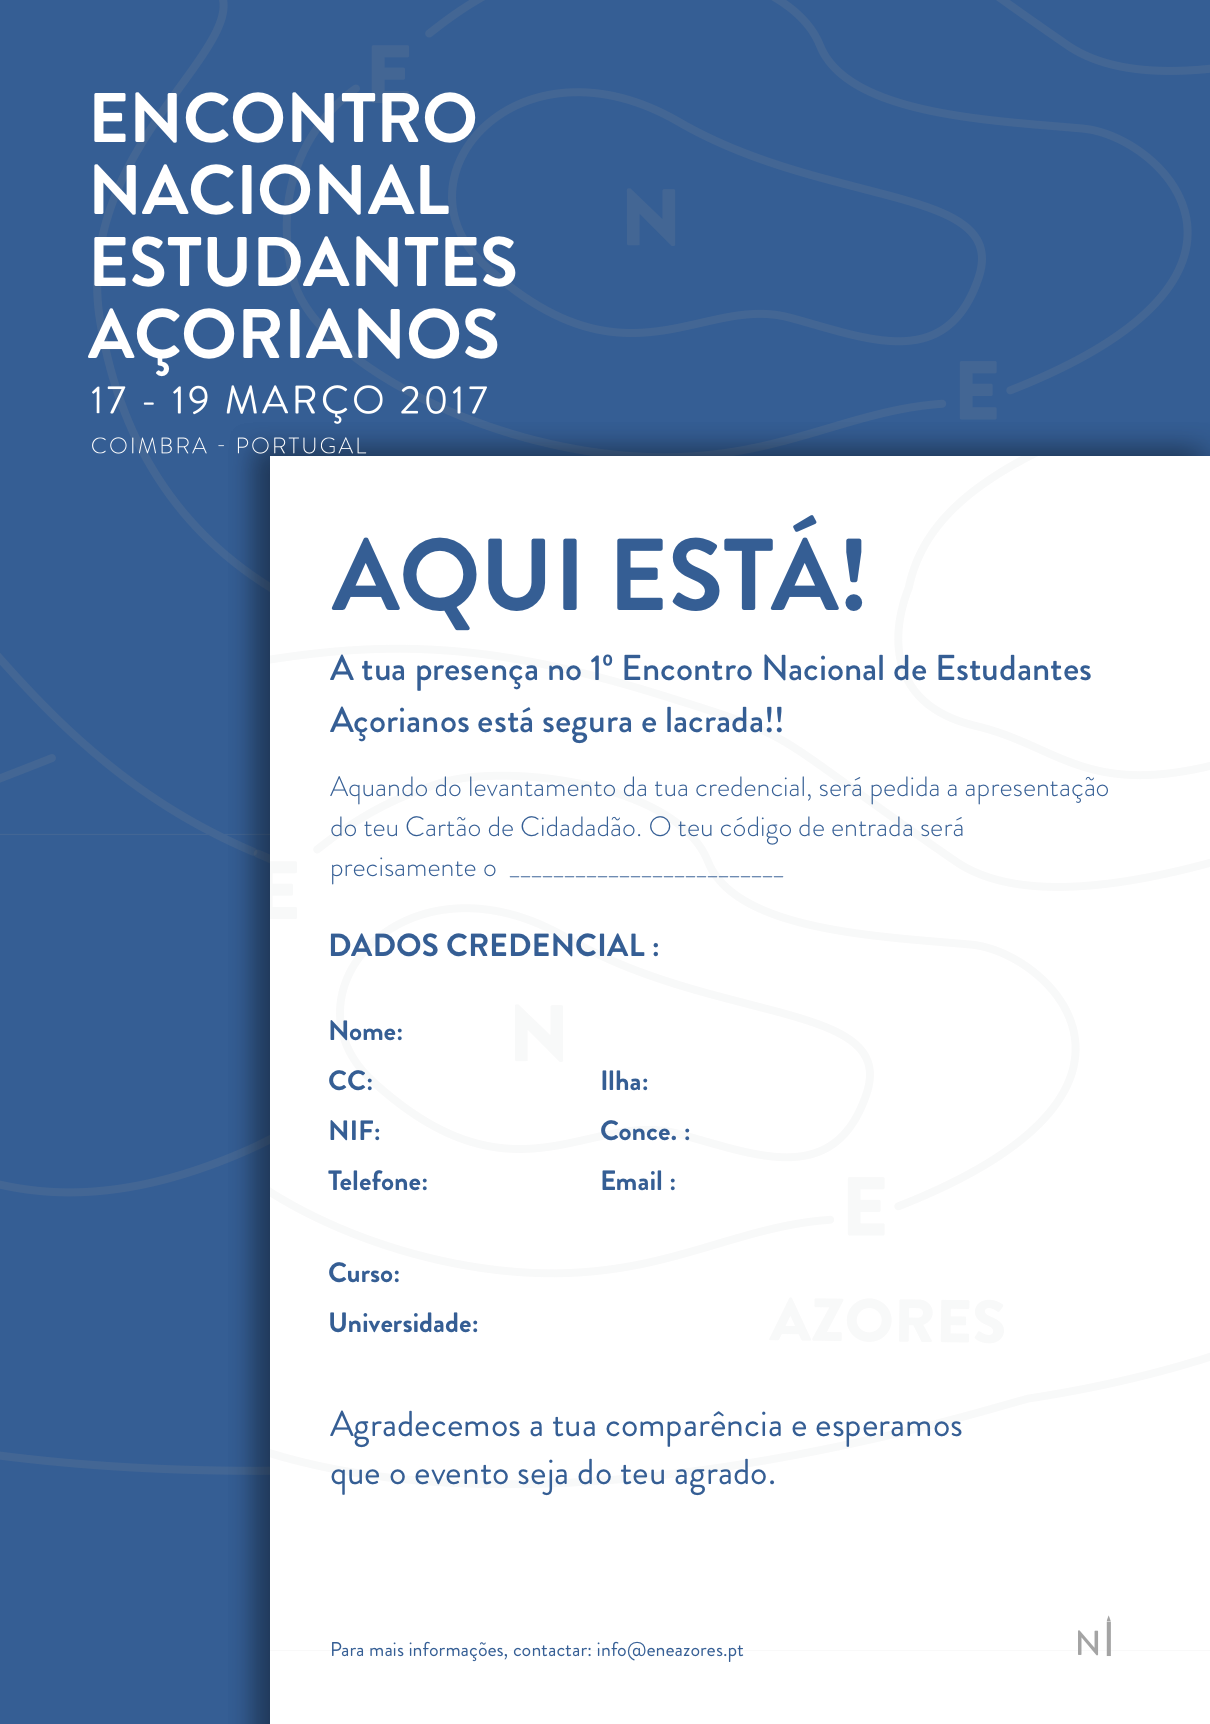 E
ENCONTRO
NACIONAL
N
ESTUDANTES
AÇORIANOS
E
17 - 19 MARÇO 2017
COIMBRA - PORTUGAL
AQUI ESTÁ!
A tua presença no 1º Encontro Nacional de Estudantes
Açorianos está segura e lacrada!!
Aquando do levantamento da tua credencial, será pedida a apresentação
do teu Cartão de Cidadadão. O teu código de entrada será
precisamente o _________________________
E
DADOS CREDENCIAL :
N
Nome:
CC: Ilha:
NIF: Conce. :
Telefone: Email :
E
Curso:
AZORES
Universidade:
Agradecemos a tua comparência e esperamos
que o evento seja do teu agrado.
Para mais informações, contactar: info@eneazores.pt
N